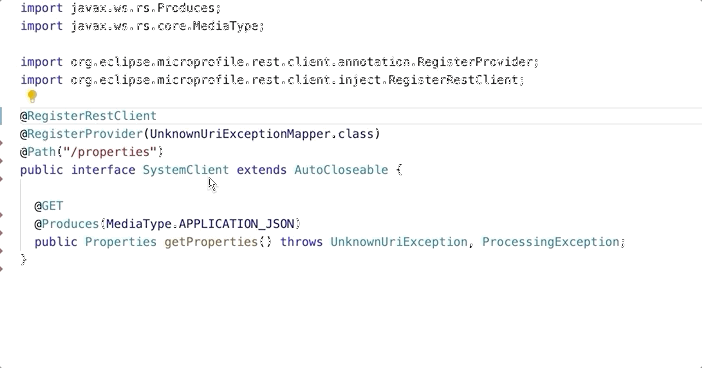 import javax.ws.rs.Produces;
import javax.ws.rs.core.MediaType;
import org.eclipse.microprofile.rest.client.annotation.RegisterProvider;
import org.eclipse.microprofile.rest.client.inject.RegisterRestClient;
@RegisterRestClient
@RegisterProvider(UnknownUriExceptionMapper.class)
@Path("/properties")
public interface SystemClient extends AutoCloseable {
@GET
@Produces(MediaType.APPLICATION_JSON)
public Properties getProperties() throws UnknownUriException, ProcessingException;
}